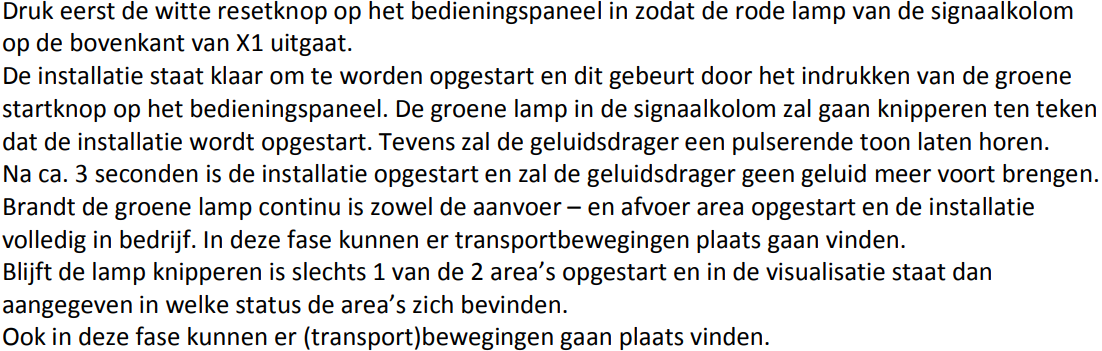 Druk eerst de witte resetknop op het bedieningspaneel in zodat de rode lamp van de signaalkolom
op de bovenkant van X1 uitgaat.
De installatie staat klaar om te worden opgestart en dit gebeurt door het indrukken van de groene
startknop op het bedieningspaneel. De groene lamp in de signaalkolom zal gaan knipperen ten teken
dat de installatie wordt opgestart. Tevens zal de geluidsdrager een pulserende toon laten horen.
Na ca. 3 seconden is de installatie opgestart en zal de geluidsdrager geen geluid meer voort brengen.
Brandt de groene lamp continu is zowel de aanvoer – en afvoer area opgestart en de installatie
volledig in bedrijf. In deze fase kunnen er transportbewegingen plaats gaan vinden.
Blijft de lamp knipperen is slechts 1 van de 2 area’s opgestart en in de visualisatie staat dan
aangegeven in welke status de area’s zich bevinden.
Ook in deze fase kunnen er (transport)bewegingen gaan plaats vinden.